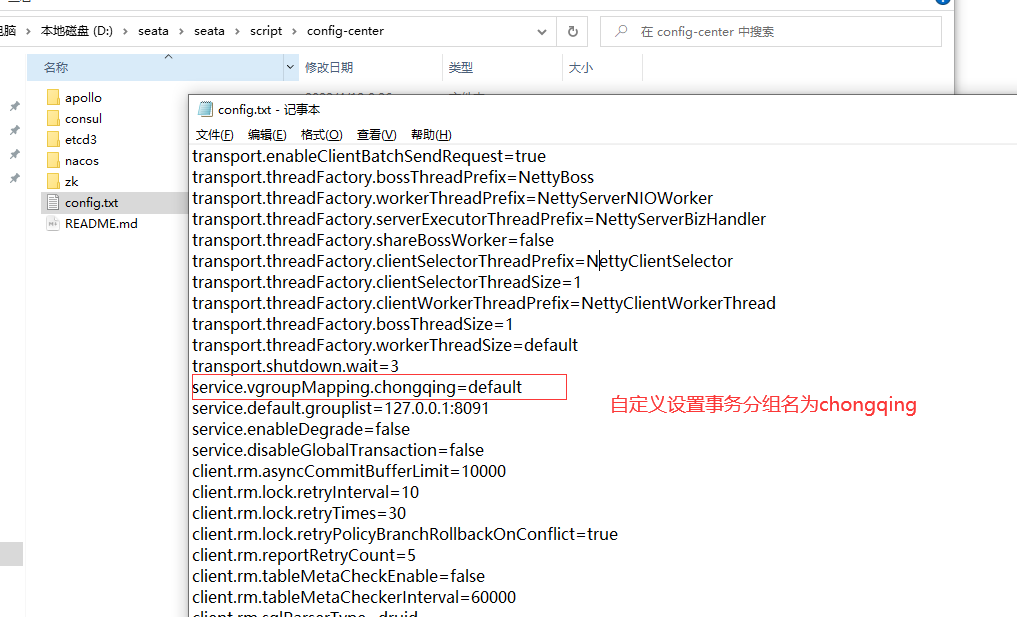 电脑 › 本地磁盘 (D:) › seata › seata › script › config-center
在 config-center 中搜索
名称
修改日期
类型
大小
apollo
consul
etcd3
nacos
zk
config.txt
README.md
config.txt - 记事本
文件(F) 编辑(E) 格式(O) 查看(V) 帮助(H)
transport.enableClientBatchSendRequest=true
transport.threadFactory.bossThreadPrefix=NettyBoss
transport.threadFactory.workerThreadPrefix=NettyServerNIOWorker
transport.threadFactory.serverExecutorThreadPrefix=NettyServerBizHandler
transport.threadFactory.shareBossWorker=false
transport.threadFactory.clientSelectorThreadPrefix=NettyClientSelector
transport.threadFactory.clientSelectorThreadSize=1
transport.threadFactory.clientWorkerThreadPrefix=NettyClientWorkerThread
transport.threadFactory.bossThreadSize=1
transport.threadFactory.workerThreadSize=default
transport.shutdown.wait=3
service.vgroupMapping.chongqing=default
自定义设置事务分组名为chongqing
service.default.grouplist=127.0.0.1:8091
service.enableDegrade=false
service.disableGlobalTransaction=false
client.rm.asyncCommitBufferLimit=10000
client.rm.lock.retryInterval=10
client.rm.lock.retryTimes=30
client.rm.lock.retryPolicyBranchRollbackOnConflict=true
client.rm.reportRetryCount=5
client.rm.tableMetaCheckEnable=false
client.rm.tableMetaCheckerInterval=60000
client.rm.sqlParserType=druid